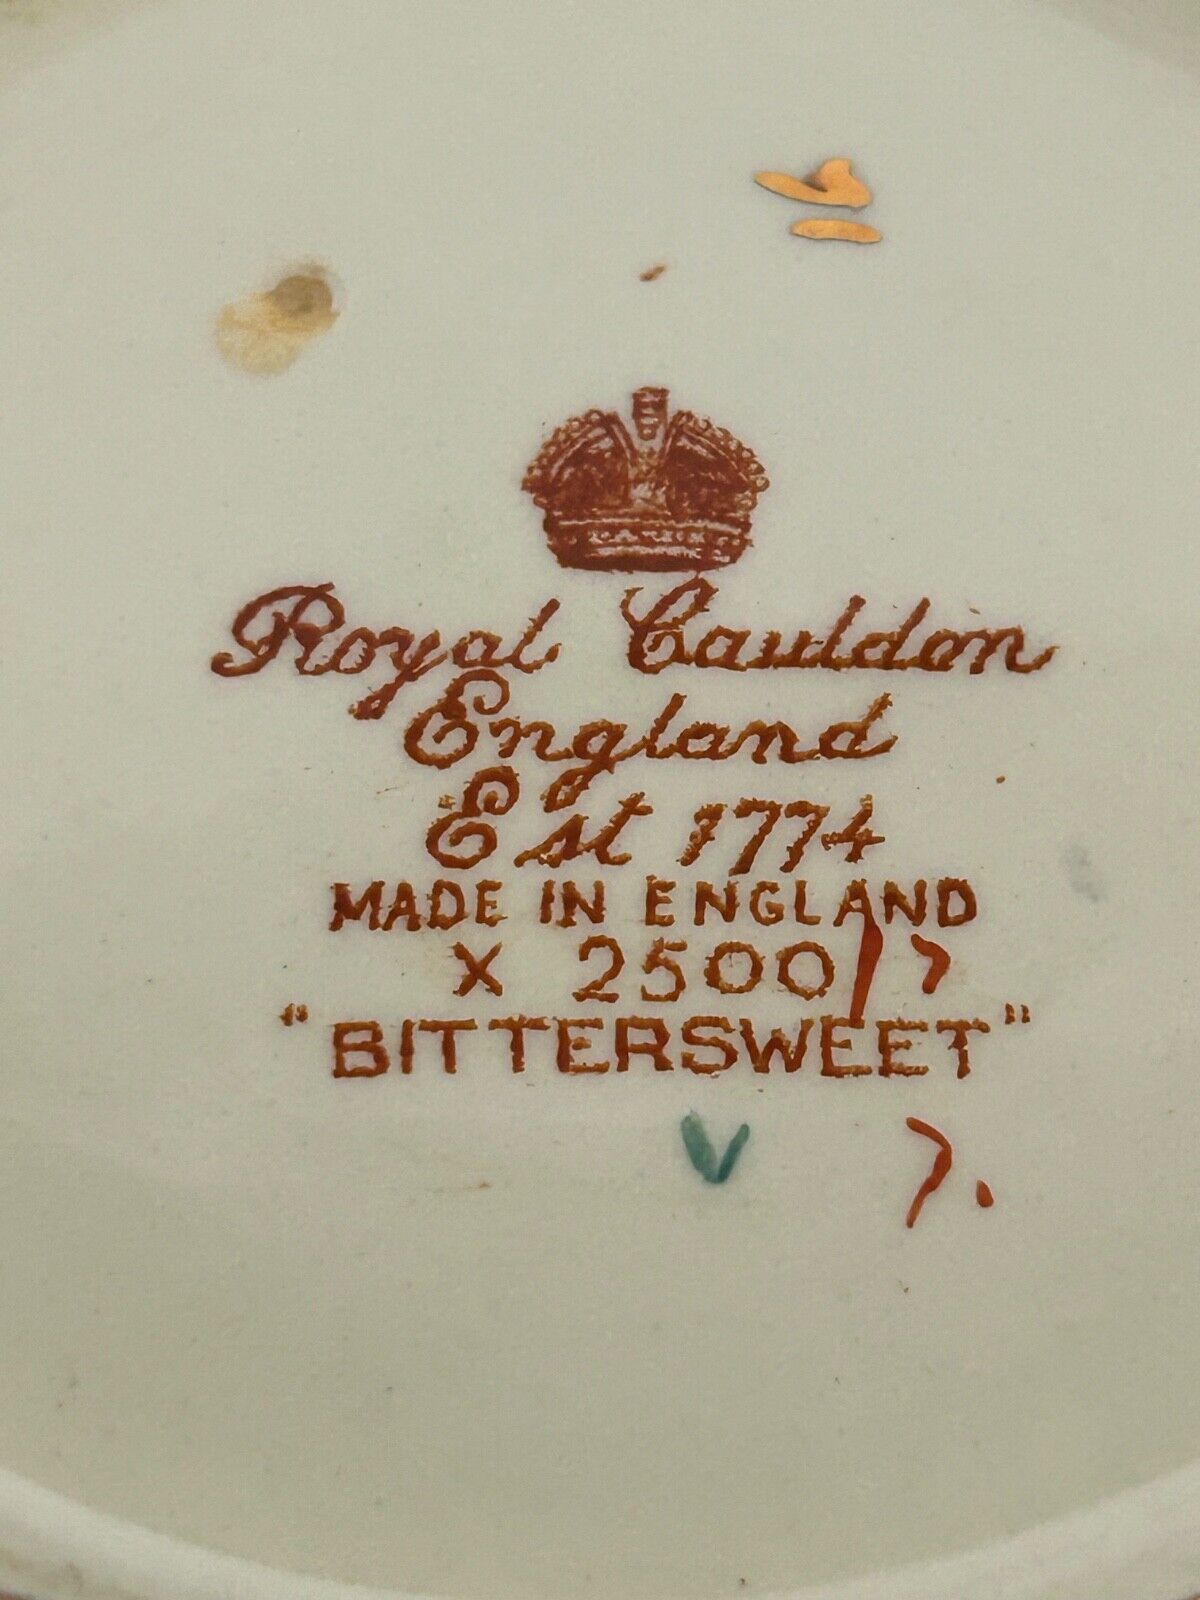 Royal Cauldon
England
Est 1774
MADE IN ENGLAND
X 2500
"BITTERSWEET"